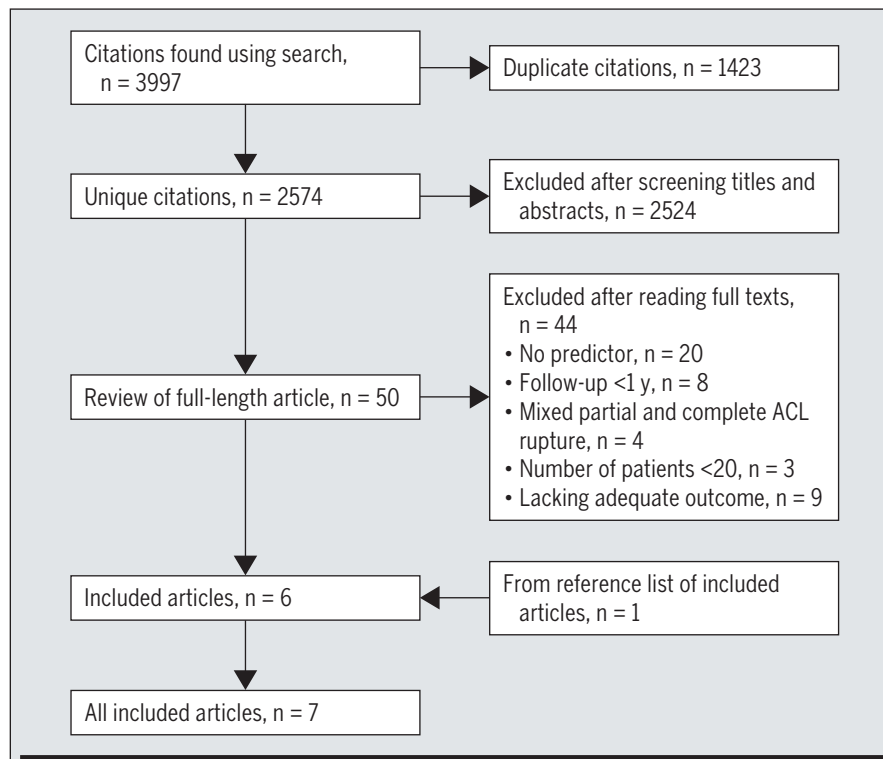 Citations found using search,
n = 3997
Duplicate citations, n = 1423
Unique citations, n = 2574
Excluded after screening titles and
abstracts, n = 2524
Excluded after reading full texts,
n = 44
• No predictor, n = 20
• Follow-up <1 y, n = 8
• Mixed partial and complete ACL
rupture, n = 4
• Number of patients <20, n = 3
• Lacking adequate outcome, n = 9
Review of full-length article, n = 50
Included articles, n = 6
From reference list of included
articles, n = 1
All included articles, n = 7